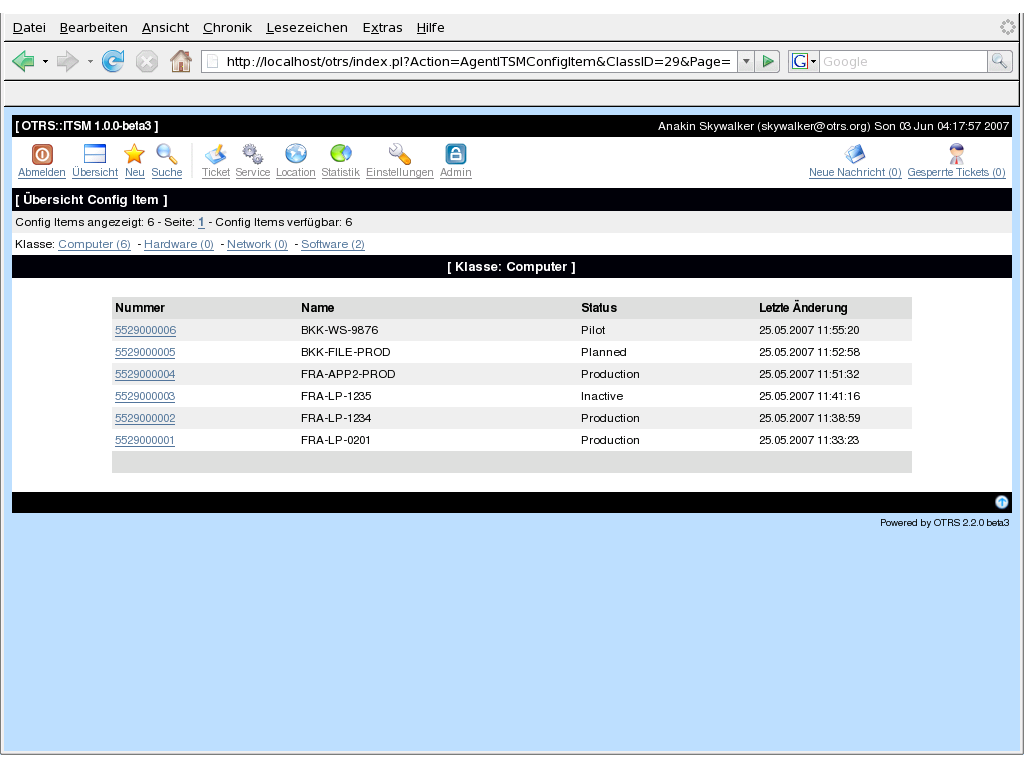 Datei Bearbeiten Ansicht Chronik Lesezeichen Extras Hilfe
http://localhost/otrs/index.pl?Action=AgentITSMConfigItem&ClassID=29&Page= G Google
[ OTRS::ITSM 1.0.0-beta3 ] Anakin Skywalker (skywalker@otrs.org) Son 03 Jun 04:17:57 2007
Abmelden Übersicht Neu Suche Ticket Service Location Statistik Einstellungen Admin Neue Nachricht (0) Gesperrte Tickets (0)
[ Übersicht Config Item ]
Config Items angezeigt: 6 - Seite: 1 - Config Items verfügbar: 6
Klasse: Computer (6) - Hardware (0) - Network (0) - Software (2)
[ Klasse: Computer ]
Nummer Name Status Letzte Änderung
5529000006 BKK-WS-9876 Pilot 25.05.2007 11:55:20
5529000005 BKK-FILE-PROD Planned 25.05.2007 11:52:58
5529000004 FRA-APP2-PROD Production 25.05.2007 11:51:32
5529000003 FRA-LP-1235 Inactive 25.05.2007 11:41:16
5529000002 FRA-LP-1234 Production 25.05.2007 11:38:59
5529000001 FRA-LP-0201 Production 25.05.2007 11:33:23
Powered by OTRS 2.2.0 beta3